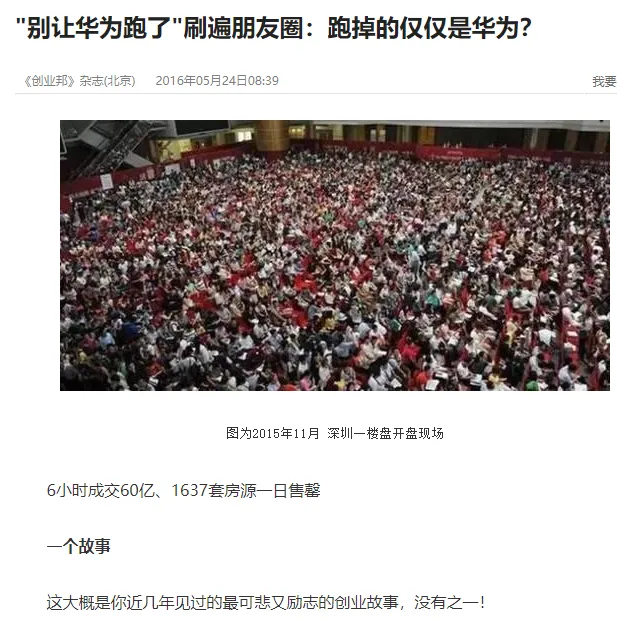 "别让华为跑了"刷遍朋友圈：跑掉的仅仅是华为？
《创业邦》杂志(北京) 2016年05月24日08:39 我要
图为2015年11月 深圳一楼盘开盘现场
6小时成交60亿、1637套房源一日售罄
一个故事
这大概是你近几年见过的最可悲又励志的创业故事，没有之一！